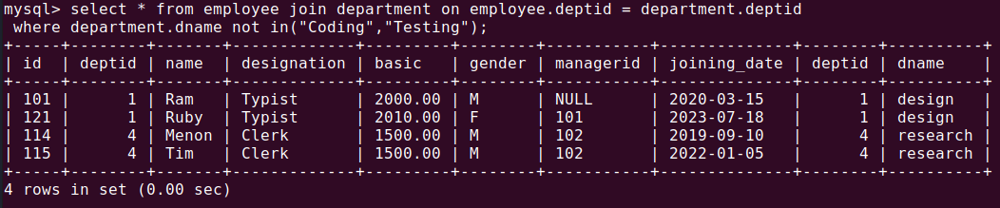 mysql> select * from employee join department on employee.deptid = department.deptid
 where department.dname not in("Coding","Testing");
+-----+--------+-------+-------------+---------+--------+-----------+--------------+--------+----------+
| id  | deptid | name  | designation | basic   | gender | managerid | joining_date | deptid | dname    |
+-----+--------+-------+-------------+---------+--------+-----------+--------------+--------+----------+
| 101 |      1 | Ram   | Typist      | 2000.00 | M      | NULL      | 2020-03-15   |      1 | design   |
| 121 |      1 | Ruby  | Typist      | 2010.00 | F      | 101       | 2023-07-18   |      1 | design   |
| 114 |      4 | Menon | Clerk       | 1500.00 | M      | 102       | 2019-09-10   |      4 | research |
| 115 |      4 | Tim   | Clerk       | 1500.00 | M      | 102       | 2022-01-05   |      4 | research |
+-----+--------+-------+-------------+---------+--------+-----------+--------------+--------+----------+
4 rows in set (0.00 sec)